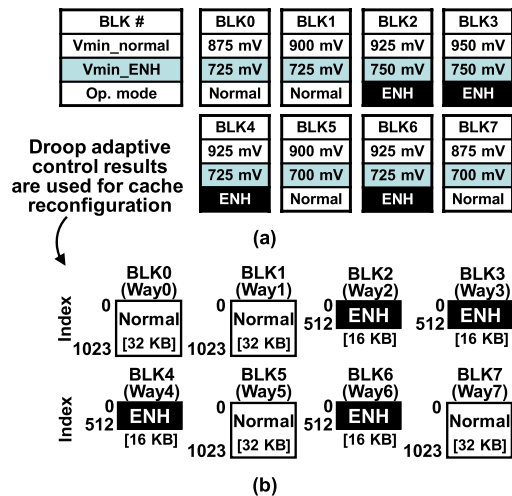 BLK # BLK0 BLK1 BLK2 BLK3
Vmin_normal 875 mV 900 mV 925 mV 950 mV
Vmin_ENH 725 mV 725 mV 750 mV 750 mV
Op. mode Normal Normal ENH ENH
BLK4 BLK5 BLK6 BLK7
925 mV 900 mV 925 mV 875 mV
725 mV 700 mV 725 mV 700 mV
ENH Normal ENH Normal
Droop adaptive
control results
are used for cache
reconfiguration
(a)
BLK0 BLK1 BLK2 BLK3
(Way0) (Way1) (Way2) (Way3)
Index
0 Normal 0 Normal 0 ENH 0 ENH
512 512
[32 KB] [32 KB] [16 KB] [16 KB]
1023 1023
BLK4 BLK5 BLK6 BLK7
(Way4) (Way5) (Way6) (Way7)
Index
0 ENH 0 Normal 0 ENH 0 Normal
512 512
[16 KB] [32 KB] [16 KB] [32 KB]
1023 1023
(b)